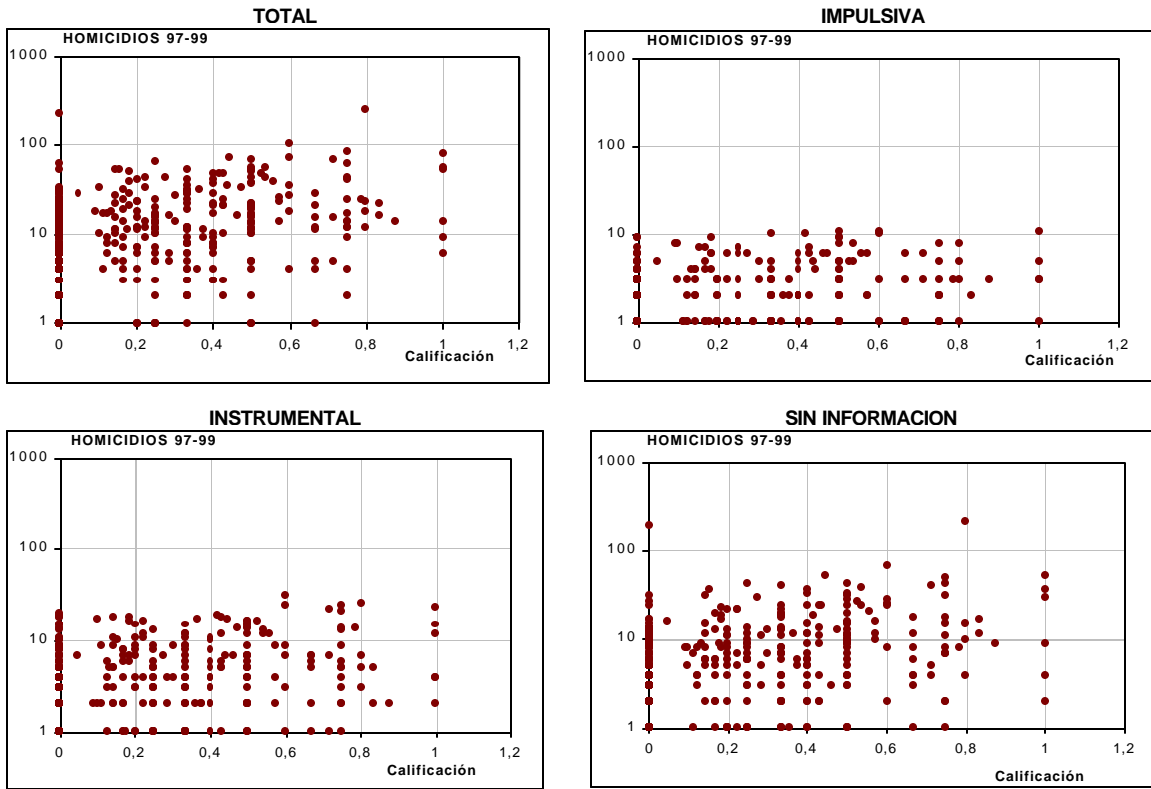 TOTAL
HOMICIDIOS 97-99
1000
100
10
1
0 0,2 0,4 0,6 0,8 1 1,2
Calificación
IMPULSIVA
HOMICIDIOS 97-99
1000
100
10
1
0 0,2 0,4 0,6 0,8 1 1,2
Calificación
INSTRUMENTAL
HOMICIDIOS 97-99
1000
100
10
1
0 0,2 0,4 0,6 0,8 1 1,2
Calificación
SIN INFORMACION
HOMICIDIOS 97-99
1000
100
10
1
0 0,2 0,4 0,6 0,8 1 1,2
Calificación